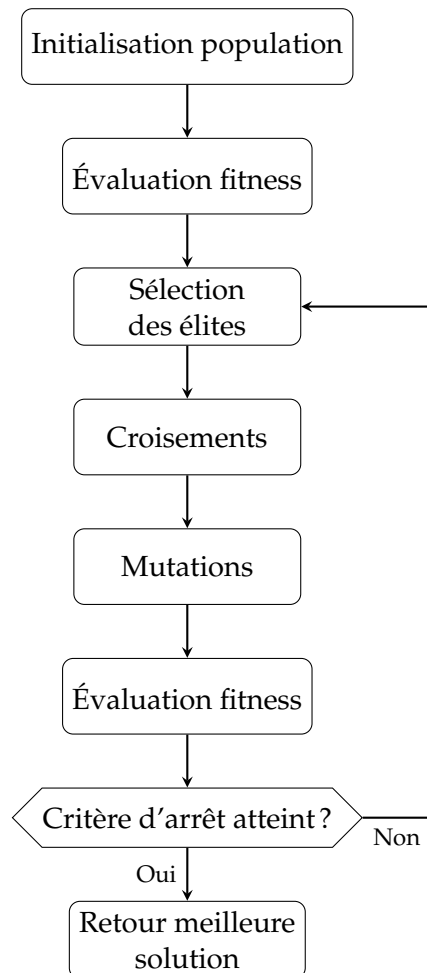 Initialisation population
Évaluation fitness
Sélection
des élites
Croisements
Mutations
Évaluation fitness
Critère d'arrêt atteint ?
Non
Oui
Retour meilleure
solution